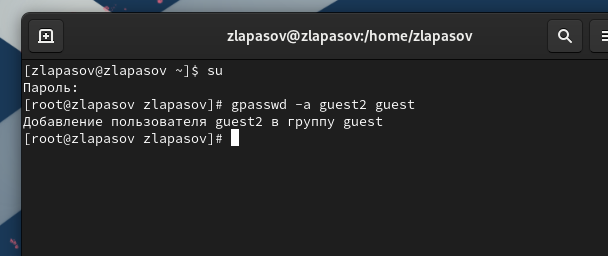 zlapasov@zlapasov:/home/zlapasov
[zlapasov@zlapasov ~]$ su
Пароль:
[root@zlapasov zlapasov]# gpasswd -a guest2 guest
Добавление пользователя guest2 в группу guest
[root@zlapasov zlapasov]#